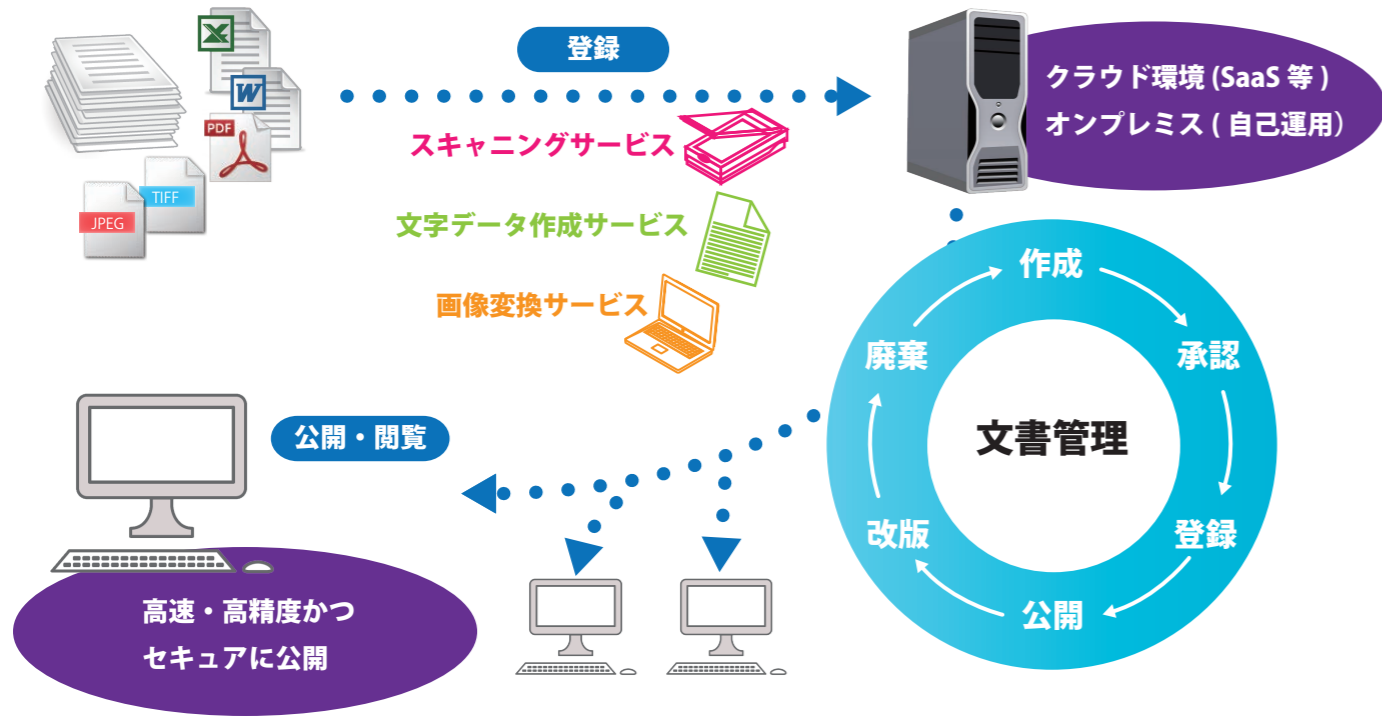 登録
クラウド環境 (SaaS 等 )
オンプレミス ( 自己運用）
W
PDF
TIFF
JPEG
スキャニングサービス
文字データ作成サービス
画像変換サービス
作成
承認
登録
公開
改版
廃棄
文書管理
公開・閲覧
高速・高精度かつ
セキュアに公開